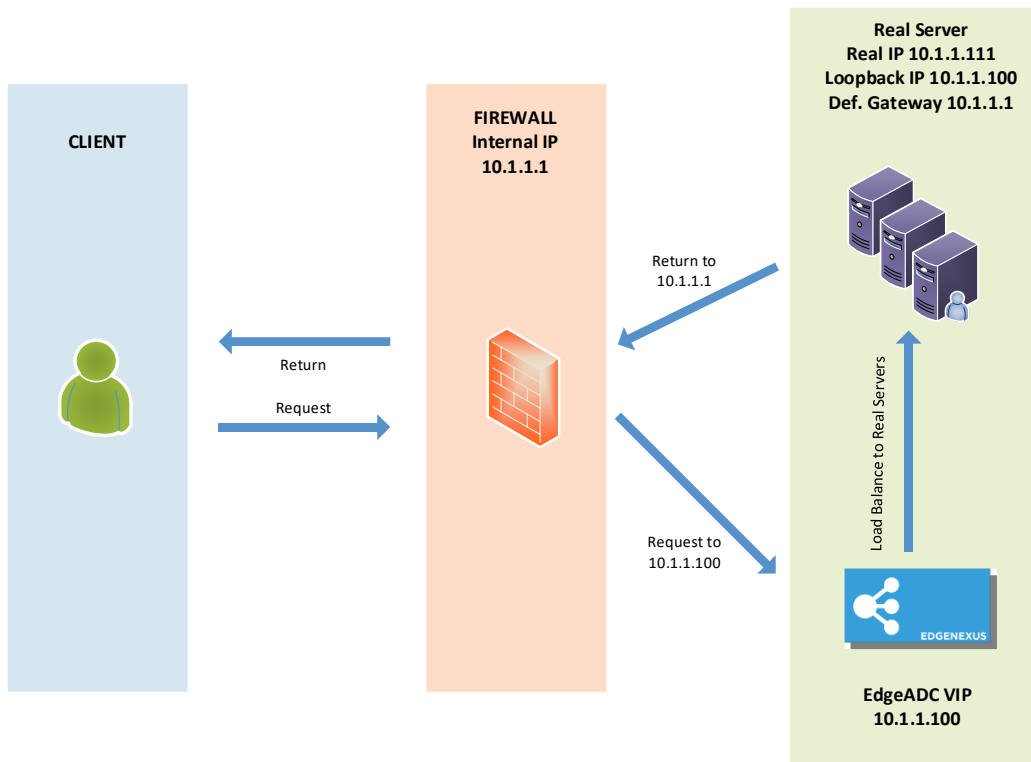 Real Server
Real IP 10.1.1.111
Loopback IP 10.1.1.100
Def. Gateway 10.1.1.1
CLIENT
FIREWALL
Internal IP
10.1.1.1
Return to
10.1.1.1
Return
Request
Load Balance to Real Servers
Request to
10.1.1.100
EDGENEXUS
EdgeADC VIP
10.1.1.100